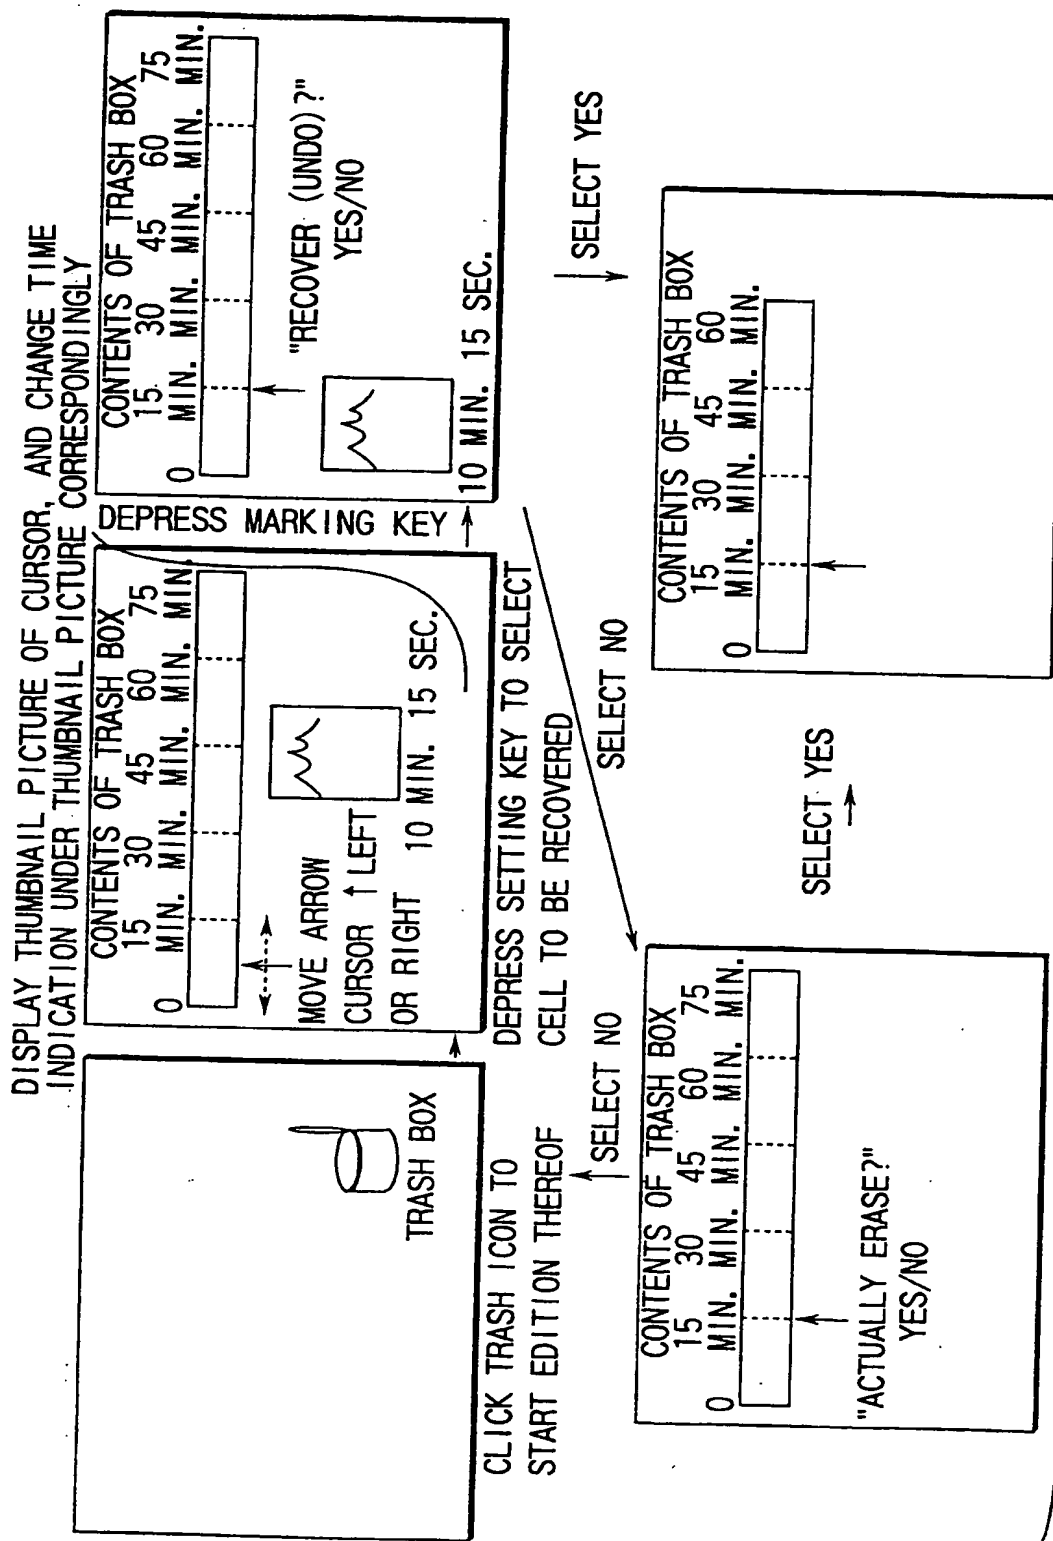 DISPLAY THUMBNAIL PICTURE OF CURSOR, AND CHANGE TIME
INDICATION UNDER THUMBNAIL PICTURE CORRESPONDINGLY
TRASH BOX
CLICK TRASH ICON TO
START EDITION THEREOF
CONTENTS OF TRASH BOX
15 30 45 60 75
0 MIN. MIN. MIN. MIN. MIN.
MOVE ARROW
CURSOR ↑ LEFT
OR RIGHT 10 MIN. 15 SEC.
DEPRESS SETTING KEY TO SELECT
CELL TO BE RECOVERED
DEPRESS MARKING KEY
CONTENTS OF TRASH BOX
15 30 45 60 75
0 MIN. MIN. MIN. MIN. MIN.
"RECOVER (UNDO)?"
YES/NO
10 MIN. 15 SEC.
SELECT YES
SELECT NO
SELECT NO
CONTENTS OF TRASH BOX
15 30 45 60 75
0 MIN. MIN. MIN. MIN. MIN.
"ACTUALLY ERASE?"
YES/NO
SELECT YES
CONTENTS OF TRASH BOX
15 30 45 60
0 MIN. MIN. MIN. MIN.